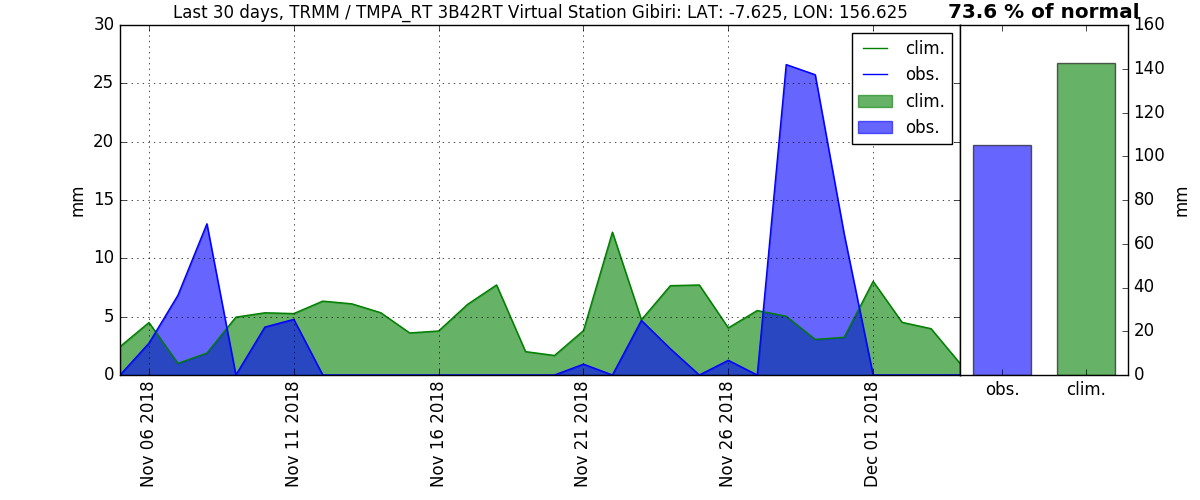 Last 30 days, TRMM / TMPA_RT 3B42RT Virtual Station Gibiri: LAT: -7.625, LON: 156.625
73.6 % of normal
30
25
20
15
10
5
0
mm
clim.
obs.
clim.
obs.
Nov 06 2018
Nov 11 2018
Nov 16 2018
Nov 21 2018
Nov 26 2018
Dec 01 2018
160
140
120
100
80
60
40
20
0
mm
obs.
clim.